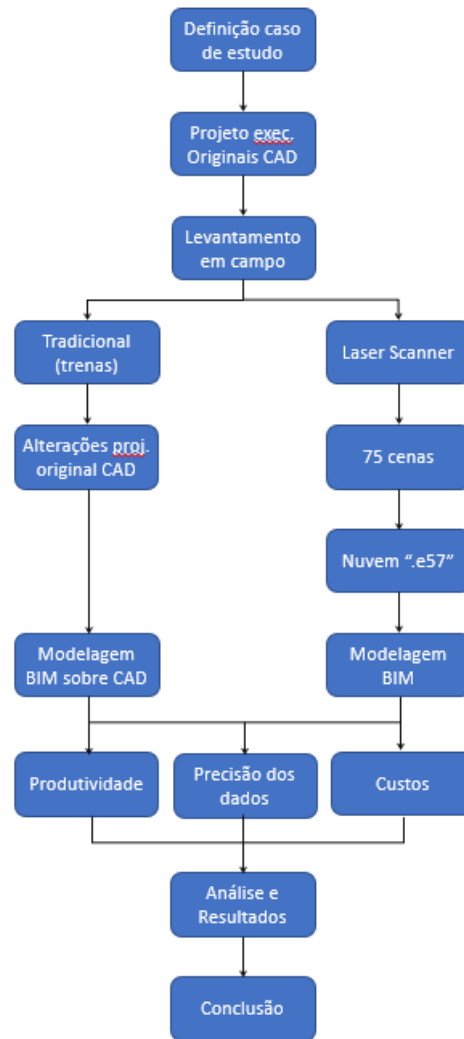 Definição caso
de estudo
Projeto exec.
Originais CAD
Levantamento
em campo
Tradicional
(trenas)
Laser Scanner
Alterações proj.
original CAD
75 cenas
Nuvem “.e57”
Modelagem
BIM sobre CAD
Modelagem
BIM
Produtividade
Precisão dos
dados
Custos
Análise e
Resultados
Conclusão